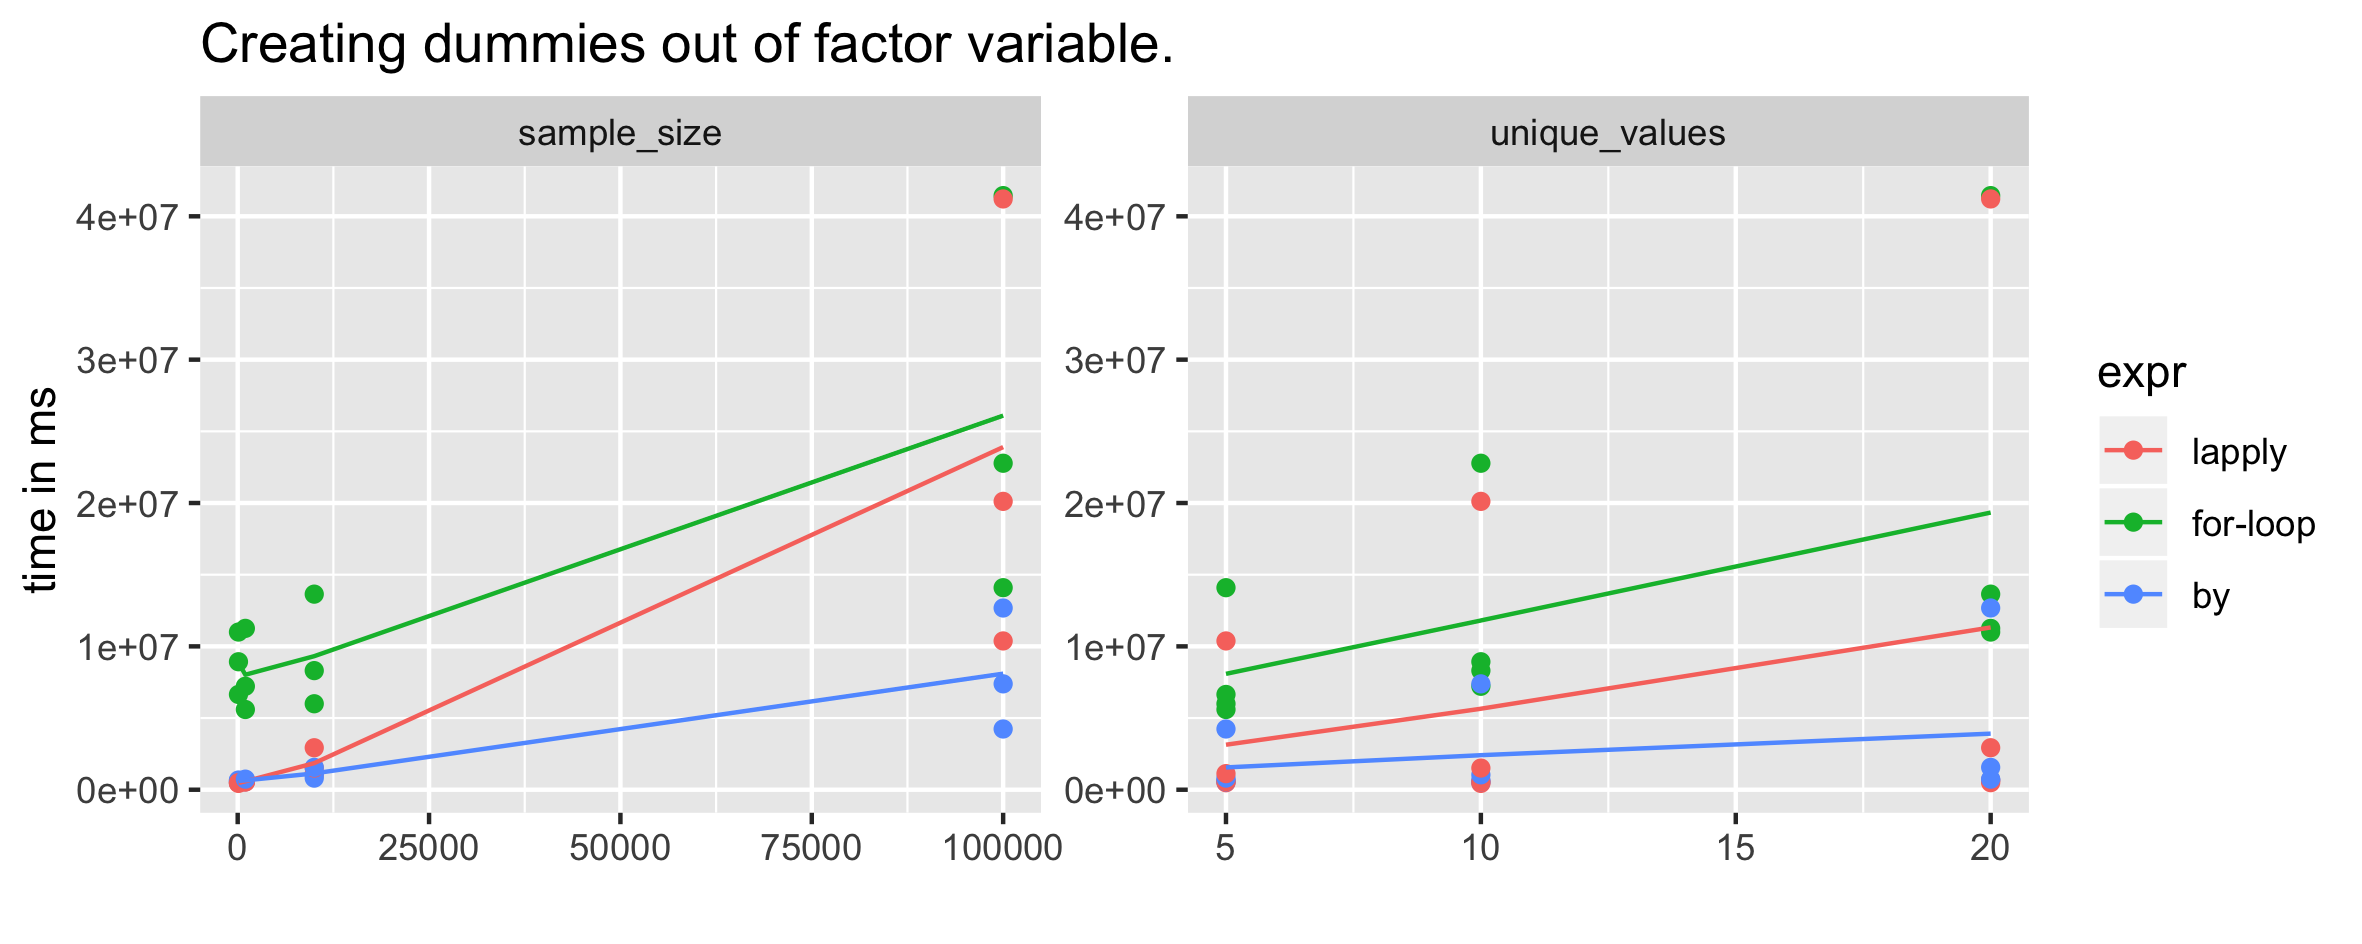 Creating dummies out of factor variable.
sample_size
unique_values
time in ms
4e+07
3e+07
2e+07
1e+07
0e+00
4e+07
3e+07
2e+07
1e+07
0e+00
0 25000 50000 75000 100000
5 10 15 20
expr
lapply
for-loop
by